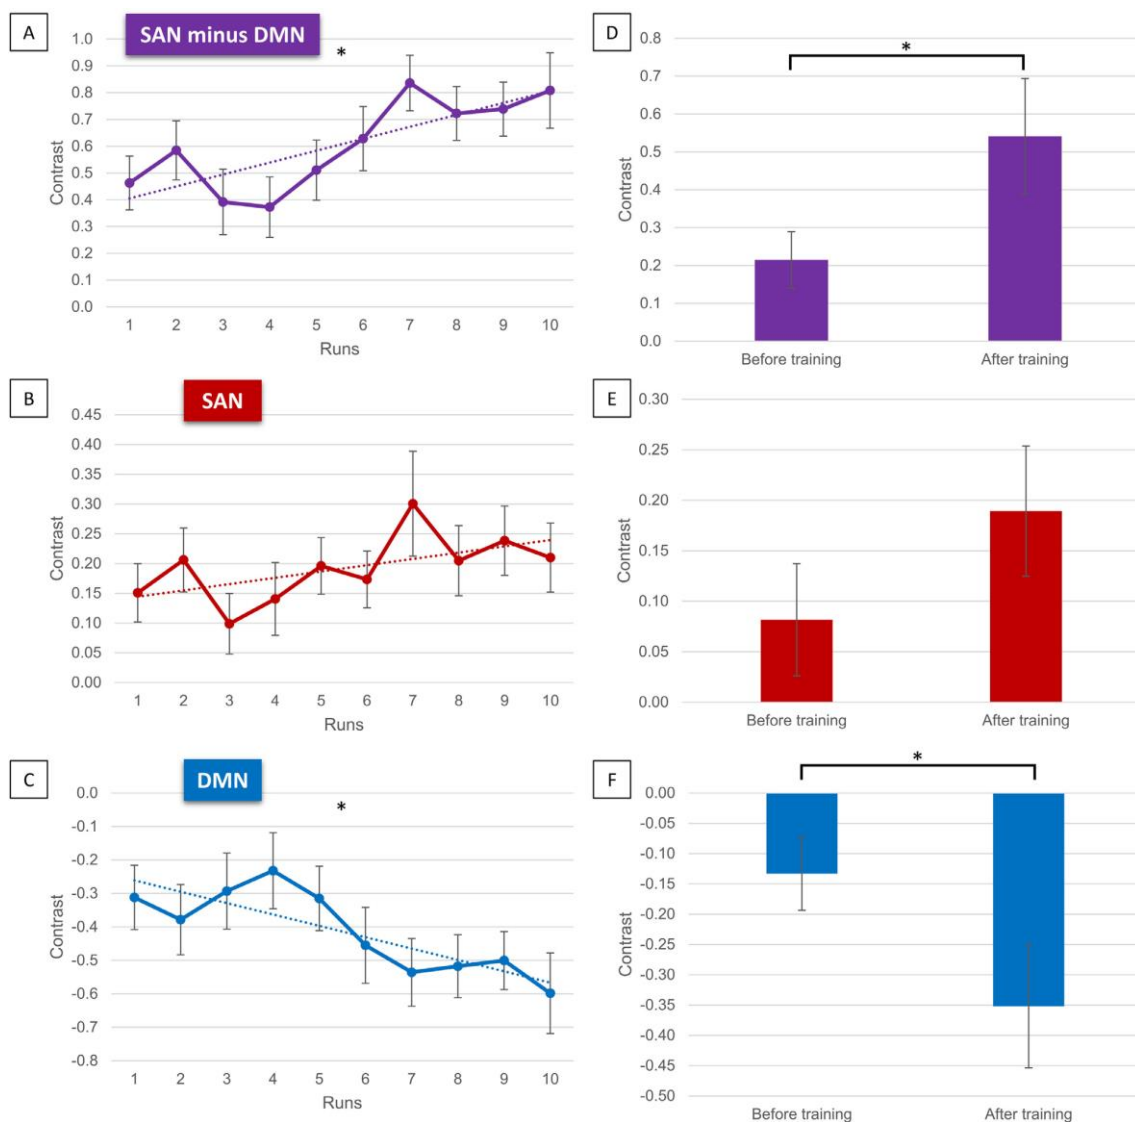 A
SAN minus DMN
*
1.0
0.9
0.8
0.7
0.6
0.5
0.4
0.3
0.2
0.1
0.0
Contrast
1 2 3 4 5 6 7 8 9 10
Runs
D
*
0.8
0.7
0.6
0.5
0.4
0.3
0.2
0.1
0.0
Contrast
Before training After training
B
SAN
0.45
0.40
0.35
0.30
0.25
0.20
0.15
0.10
0.05
0.00
Contrast
1 2 3 4 5 6 7 8 9 10
Runs
E
0.30
0.25
0.20
0.15
0.10
0.05
0.00
Contrast
Before training After training
C
DMN
*
0.0
-0.1
-0.2
-0.3
-0.4
-0.5
-0.6
-0.7
-0.8
Contrast
1 2 3 4 5 6 7 8 9 10
Runs
F
*
0.00
-0.05
-0.10
-0.15
-0.20
-0.25
-0.30
-0.35
-0.40
-0.45
-0.50
Contrast
Before training After training